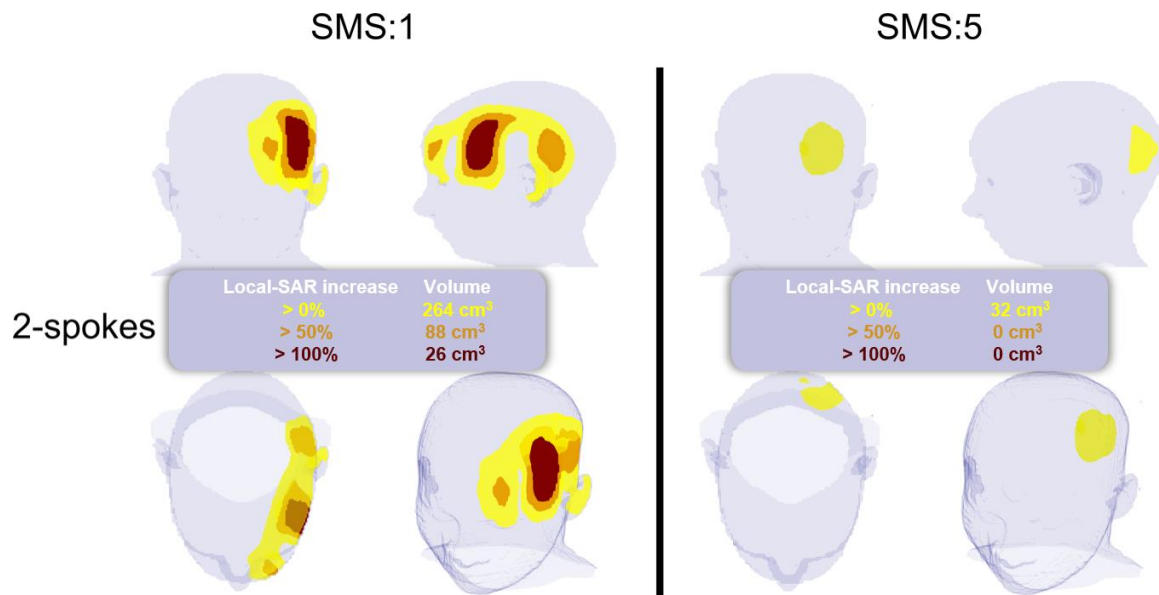 SMS:1
SMS:5
2-spokes
Local-SAR increase Volume
> 0% 264 cm³
> 50% 88 cm³
> 100% 26 cm³
Local-SAR increase Volume
> 0% 32 cm³
> 50% 0 cm³
> 100% 0 cm³